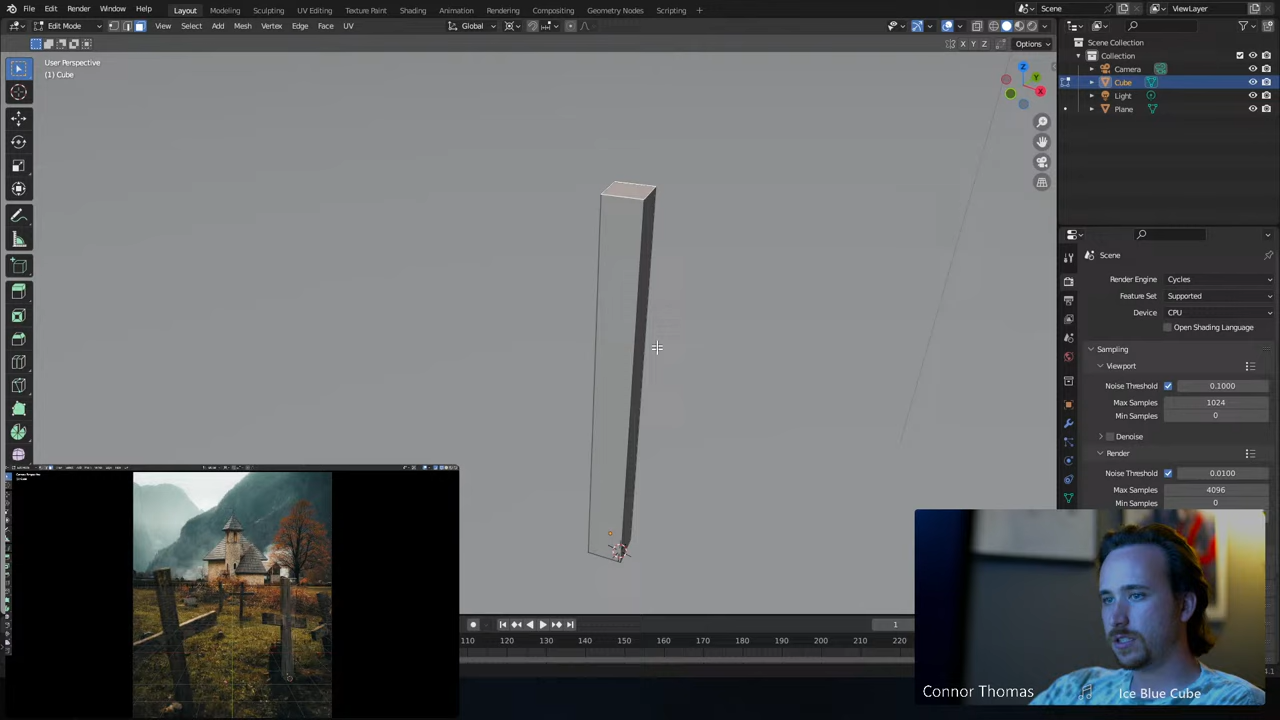 File Edit Render Window Help Layout Modeling Sculpting UV Editing Texture Paint Shading Animation Rendering Compositing Geometry Nodes Scripting + Scene ViewLayer
Edit Mode View Select Add Mesh Vertex Edge Face UV Global
X Y Z Options
User Perspective
(1) Cube
Z Y X
Scene Collection
Collection
Camera
Cube
Light
Plane
Scene
Render Engine Cycles
Feature Set Supported
Device CPU
Open Shading Language
Sampling
Viewport
Noise Threshold 0.1000
Max Samples 1024
Min Samples 0
Denoise
Render
Noise Threshold 0.0100
Max Samples 4096
Min Samples 0
1
110 120 130 140 150 160 170 180 190 200 210 220
Connor Thomas Ice Blue Cube